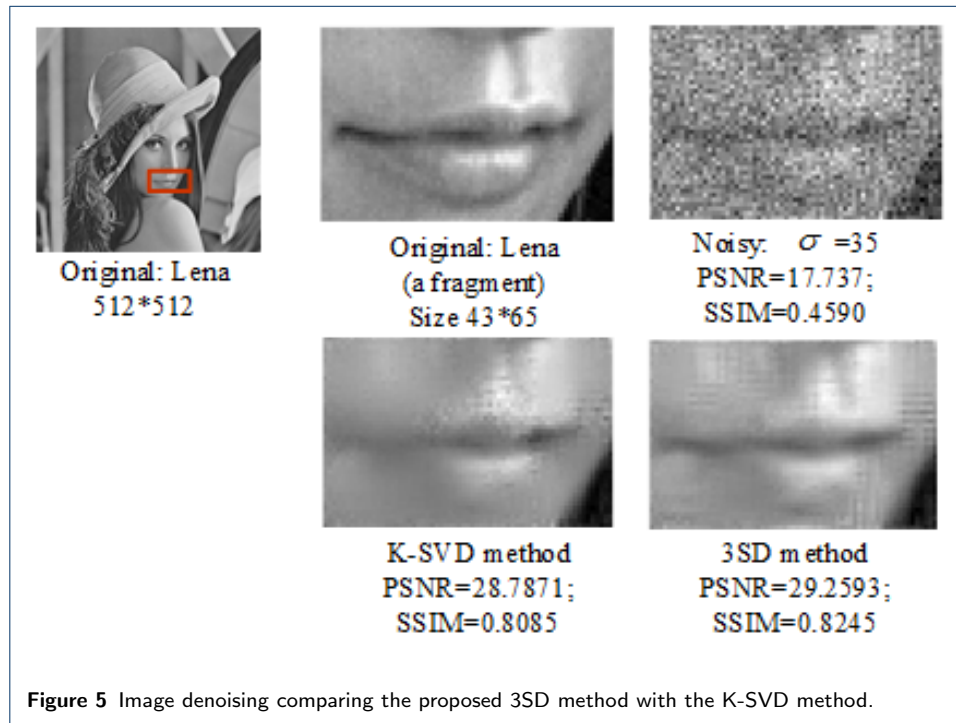 Original: Lena
512*512
Original: Lena
(a fragment)
Size 43*65
Noisy: σ =35
PSNR=17.737;
SSIM=0.4590
K-SVD method
PSNR=28.7871;
SSIM=0.8085
3SD method
PSNR=29.2593;
SSIM=0.8245
Figure 5 Image denoising comparing the proposed 3SD method with the K-SVD method.